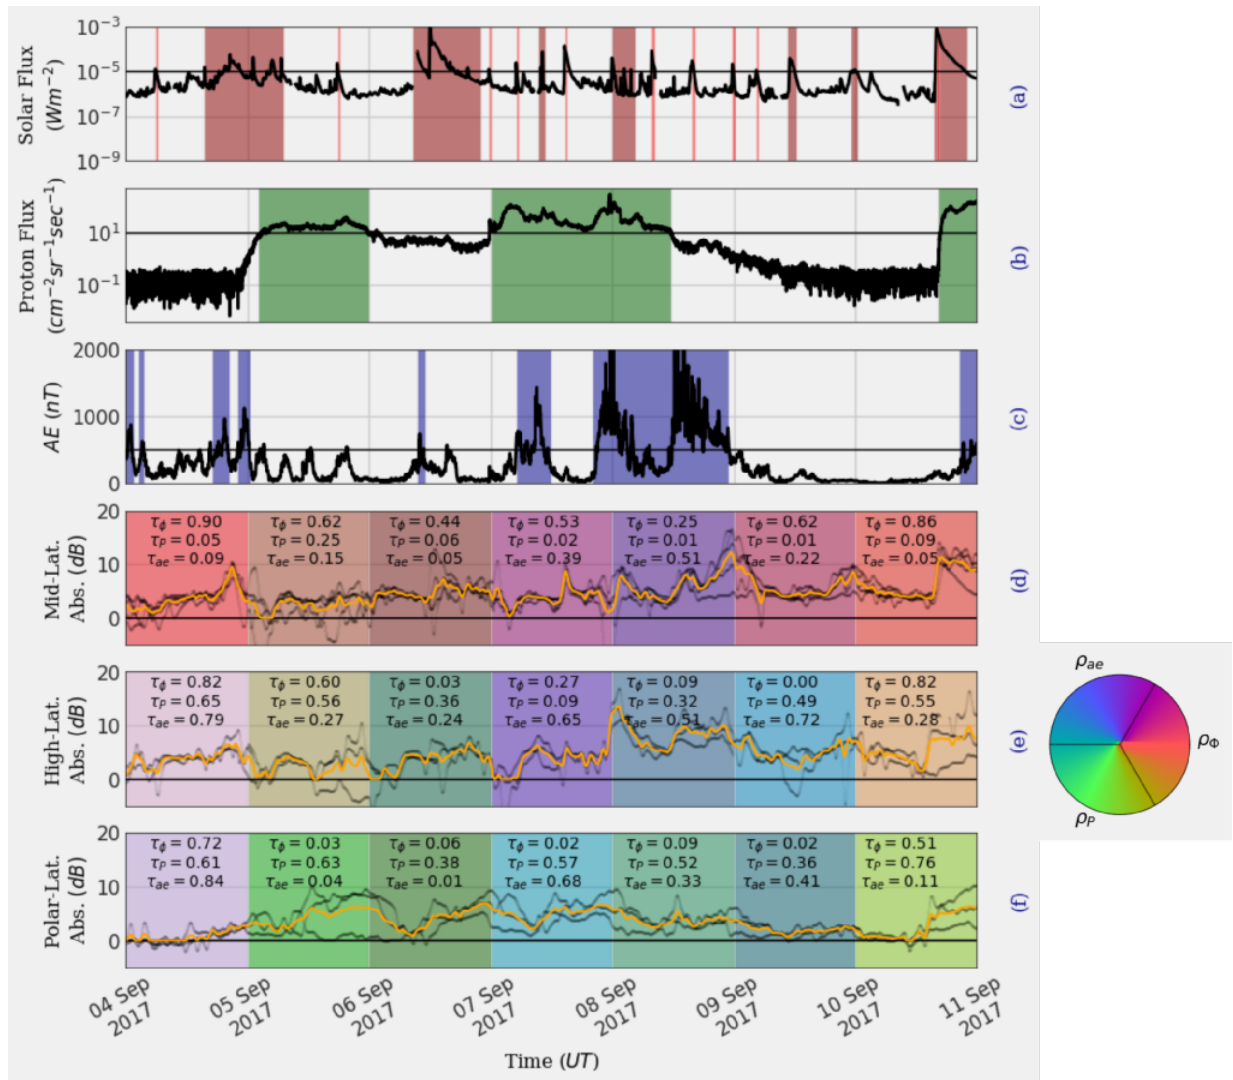 Solar Flux
(Wm⁻²)
10⁻³
10⁻⁵
10⁻⁷
10⁻⁹
(a)
Proton Flux
(cm⁻²sr⁻¹sec⁻¹)
10¹
10⁻¹
(b)
AE (nT)
2000
1000
0
(c)
Mid-Lat.
Abs. (dB)
20
10
0
τ_ϕ = 0.90 τ_ϕ = 0.62 τ_ϕ = 0.44 τ_ϕ = 0.53 τ_ϕ = 0.25 τ_ϕ = 0.62 τ_ϕ = 0.86
τ_P = 0.05 τ_P = 0.25 τ_P = 0.06 τ_P = 0.02 τ_P = 0.01 τ_P = 0.01 τ_P = 0.09
τ_ae = 0.09 τ_ae = 0.15 τ_ae = 0.05 τ_ae = 0.39 τ_ae = 0.51 τ_ae = 0.22 τ_ae = 0.05
(d)
High-Lat.
Abs. (dB)
20
10
0
τ_ϕ = 0.82 τ_ϕ = 0.60 τ_ϕ = 0.03 τ_ϕ = 0.27 τ_ϕ = 0.09 τ_ϕ = 0.00 τ_ϕ = 0.82
τ_P = 0.65 τ_P = 0.56 τ_P = 0.36 τ_P = 0.09 τ_P = 0.32 τ_P = 0.49 τ_P = 0.55
τ_ae = 0.79 τ_ae = 0.27 τ_ae = 0.24 τ_ae = 0.65 τ_ae = 0.51 τ_ae = 0.72 τ_ae = 0.28
(e)
ρ_ae
ρ_Φ
ρ_P
Polar-Lat.
Abs. (dB)
20
10
0
τ_ϕ = 0.72 τ_ϕ = 0.03 τ_ϕ = 0.06 τ_ϕ = 0.02 τ_ϕ = 0.09 τ_ϕ = 0.02 τ_ϕ = 0.51
τ_P = 0.61 τ_P = 0.63 τ_P = 0.38 τ_P = 0.57 τ_P = 0.52 τ_P = 0.36 τ_P = 0.76
τ_ae = 0.84 τ_ae = 0.04 τ_ae = 0.01 τ_ae = 0.68 τ_ae = 0.33 τ_ae = 0.41 τ_ae = 0.11
(f)
04 Sep 05 Sep 06 Sep 07 Sep 08 Sep 09 Sep 10 Sep 11 Sep
2017 2017 2017 2017 2017 2017 2017 2017
Time (UT)